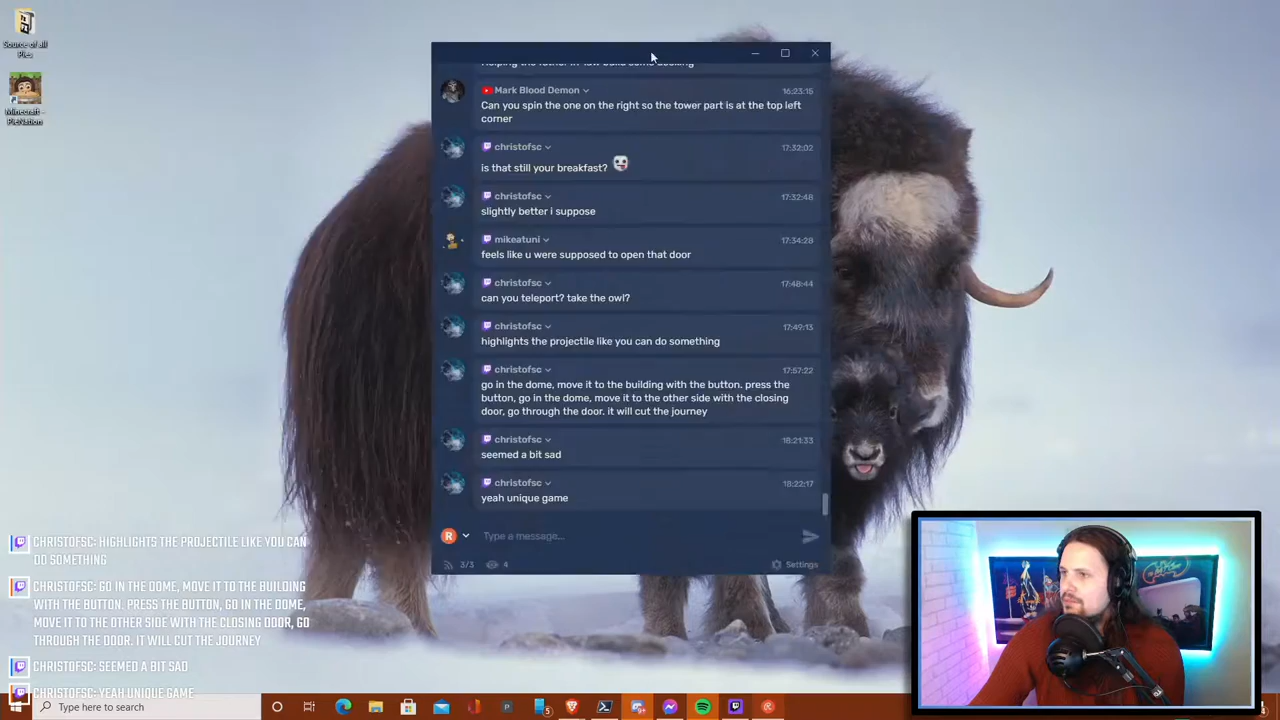 Source of all
Pies
Minecraft -
PieNation
Mark Blood Demon
16:23:15
Can you spin the one on the right so the tower part is at the top left
corner
christofsc
17:32:02
is that still your breakfast?
christofsc
17:32:48
slightly better i suppose
mikeatuni
17:34:28
feels like u were supposed to open that door
christofsc
17:48:44
can you teleport? take the owl?
christofsc
17:49:13
highlights the projectile like you can do something
christofsc
17:57:22
go in the dome, move it to the building with the button. press the
button, go in the dome, move it to the other side with the closing
door, go through the door. it will cut the journey
christofsc
18:21:33
seemed a bit sad
christofsc
18:22:17
yeah unique game
R
Type a message...
3/3
4
Settings
CHRISTOFSC: HIGHLIGHTS THE PROJECTILE LIKE YOU CAN
DO SOMETHING
CHRISTOFSC: GO IN THE DOME, MOVE IT TO THE BUILDING
WITH THE BUTTON. PRESS THE BUTTON, GO IN THE DOME,
MOVE IT TO THE OTHER SIDE WITH THE CLOSING DOOR, GO
THROUGH THE DOOR. IT WILL CUT THE JOURNEY
CHRISTOFSC: SEEMED A BIT SAD
CHRISTOFSC: YEAH UNIQUE GAME
Type here to search